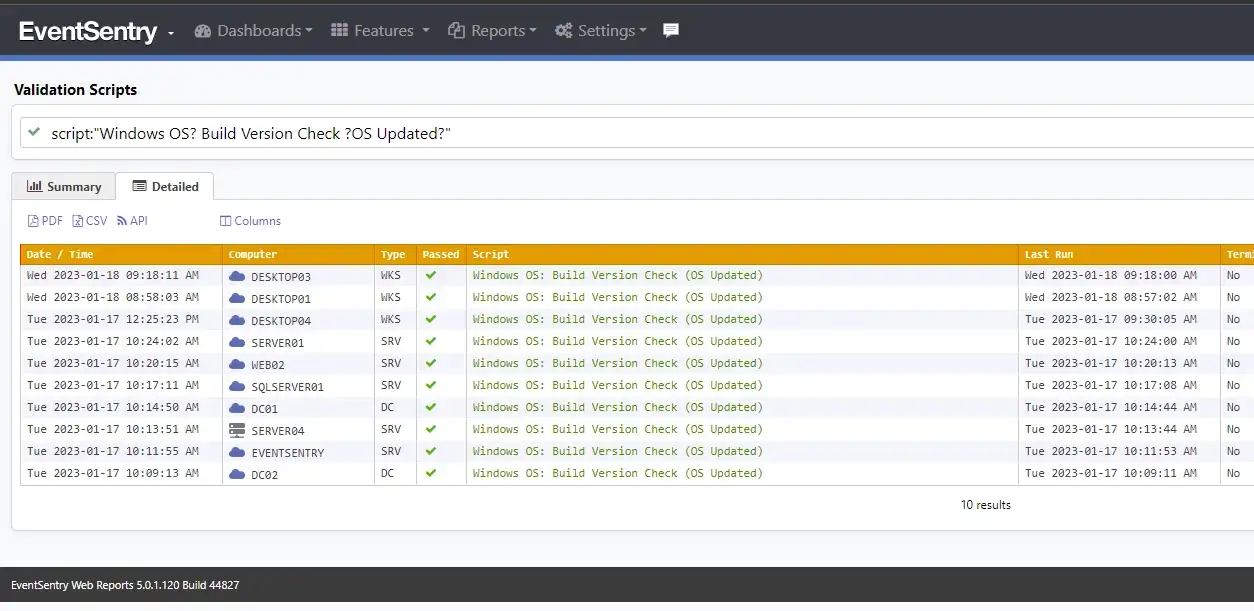 EventSentry Dashboards Features Reports Settings
Validation Scripts
script:"Windows OS? Build Version Check ?OS Updated?"
Summary Detailed
PDF CSV API Columns
Date / Time Computer Type Passed Script Last Run
Wed 2023-01-18 09:18:11 AM DESKTOP03 WKS Windows OS: Build Version Check (OS Updated) Wed 2023-01-18 09:18:00 AM No
Wed 2023-01-18 08:58:03 AM DESKTOP01 WKS Windows OS: Build Version Check (OS Updated) Wed 2023-01-18 08:57:02 AM No
Tue 2023-01-17 12:25:23 PM DESKTOP04 WKS Windows OS: Build Version Check (OS Updated) Tue 2023-01-17 09:30:05 AM No
Tue 2023-01-17 10:24:02 AM SERVER01 SRV Windows OS: Build Version Check (OS Updated) Tue 2023-01-17 10:24:00 AM No
Tue 2023-01-17 10:20:15 AM WEB02 SRV Windows OS: Build Version Check (OS Updated) Tue 2023-01-17 10:20:13 AM No
Tue 2023-01-17 10:17:11 AM SQLSERVER01 SRV Windows OS: Build Version Check (OS Updated) Tue 2023-01-17 10:17:08 AM No
Tue 2023-01-17 10:14:50 AM DC01 DC Windows OS: Build Version Check (OS Updated) Tue 2023-01-17 10:14:44 AM No
Tue 2023-01-17 10:13:51 AM SERVER04 SRV Windows OS: Build Version Check (OS Updated) Tue 2023-01-17 10:13:44 AM No
Tue 2023-01-17 10:11:55 AM EVENTSENTRY SRV Windows OS: Build Version Check (OS Updated) Tue 2023-01-17 10:11:53 AM No
Tue 2023-01-17 10:09:13 AM DC02 DC Windows OS: Build Version Check (OS Updated) Tue 2023-01-17 10:09:11 AM No
10 results
EventSentry Web Reports 5.0.1.120 Build 44827